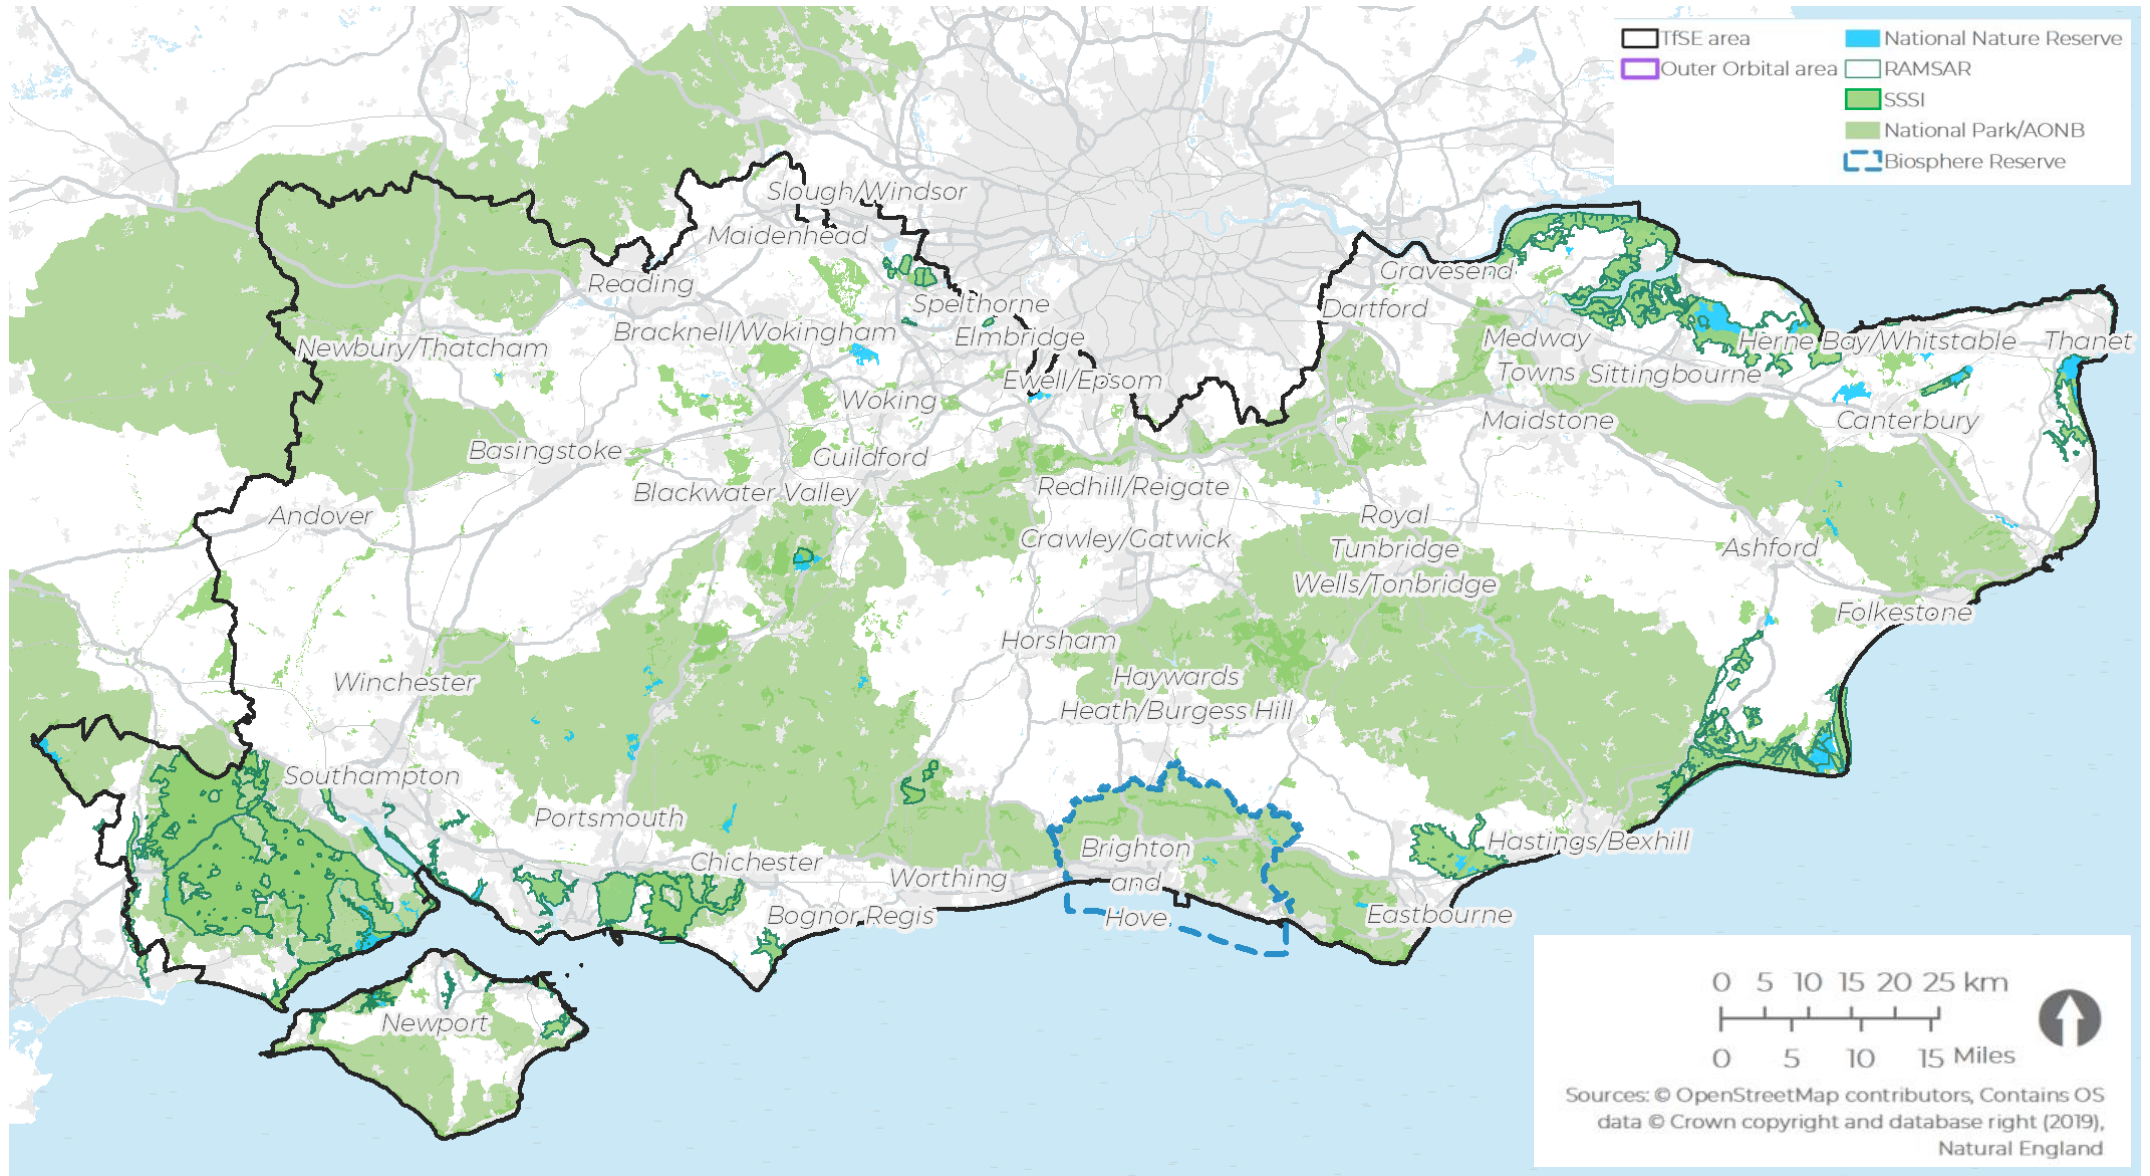 TfSE area
Outer Orbital area
National Nature Reserve
RAMSAR
SSSI
National Park/AONB
Biosphere Reserve
Slough/Windsor
Maidenhead
Reading
Gravesend
Spelthorne
Dartford
Bracknell/Wokingham
Elmbridge
Newbury/Thatcham
Medway
Towns
Herne Bay/Whitstable
Thanet
Sittingbourne
Ewell/Epsom
Woking
Maidstone
Canterbury
Basingstoke
Guildford
Blackwater Valley
Redhill/Reigate
Andover
Royal
Tunbridge
Wells/Tonbridge
Crawley/Gatwick
Ashford
Folkestone
Horsham
Winchester
Haywards
Heath/Burgess Hill
Southampton
Portsmouth
Chichester
Worthing
Brighton
and
Hove
Hastings/Bexhill
Bognor Regis
Eastbourne
Newport
0 5 10 15 20 25 km
0 5 10 15 Miles
Sources: © OpenStreetMap contributors, Contains OS
data © Crown copyright and database right (2019),
Natural England